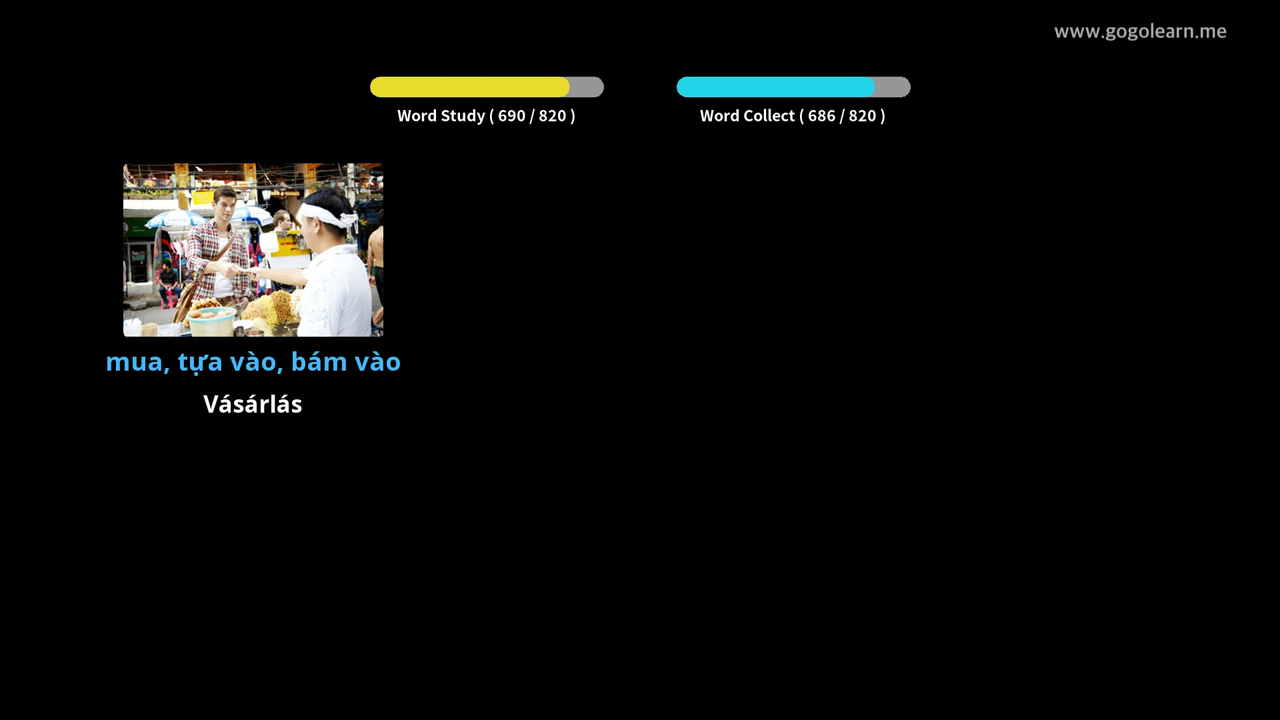 www.gogolearn.me
Word Study ( 690 / 820 )
Word Collect ( 686 / 820 )
mua, tựa vào, bám vào
Vásárlás